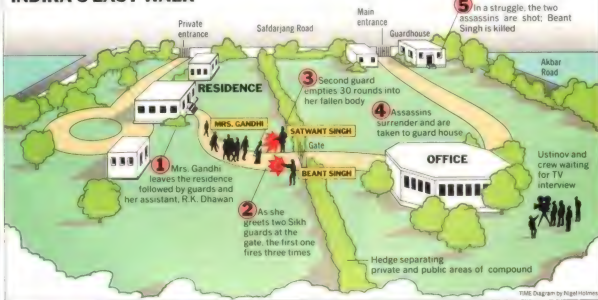 INDIRA'S LAST WALK
Private
entrance
Safdarjang Road
Main
entrance
Guardhouse
5 In a struggle, the two
assassins are shot; Beant
Singh is killed
Akbar
Road
RESIDENCE
3 Second guard
empties 30 rounds into
her fallen body
4 Assassins
surrender and are
taken to guard house
MRS. GANDHI
SATWANT SINGH
Gate
BEANT SINGH
OFFICE
Ustinov and
crew waiting
for TV
interview
1 Mrs. Gandhi
leaves the residence
followed by guards and
her assistant, R.K. Dhawan
2 As she
greets two Sikh
guards at the
gate, the first one
fires three times
Hedge separating
private and public areas of compound
TIME Diagram by Nigel Holmes